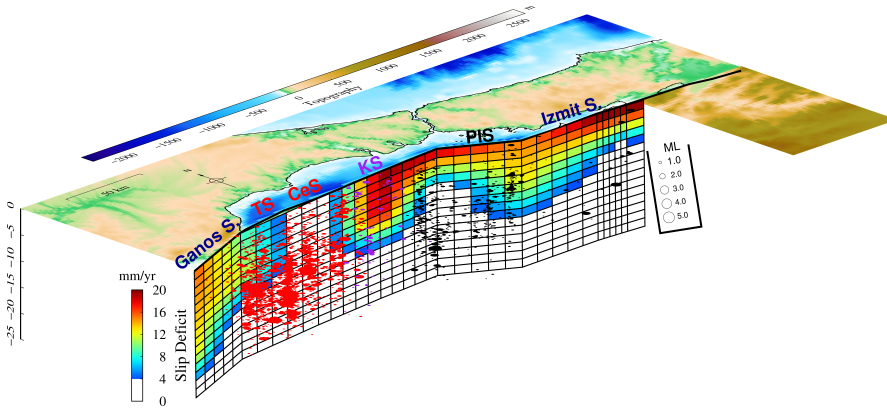 m
-2000
-1500
-1000
-500
0
500
1000
1500
2000
2500
Topography
50 km
N
Ganos S.
TS
CeS
KS
PIS
Izmit S.
0
-5
-10
-15
-20
-25
ML
1.0
2.0
3.0
4.0
5.0
mm/yr
20
16
12
8
4
0
Slip Deficit